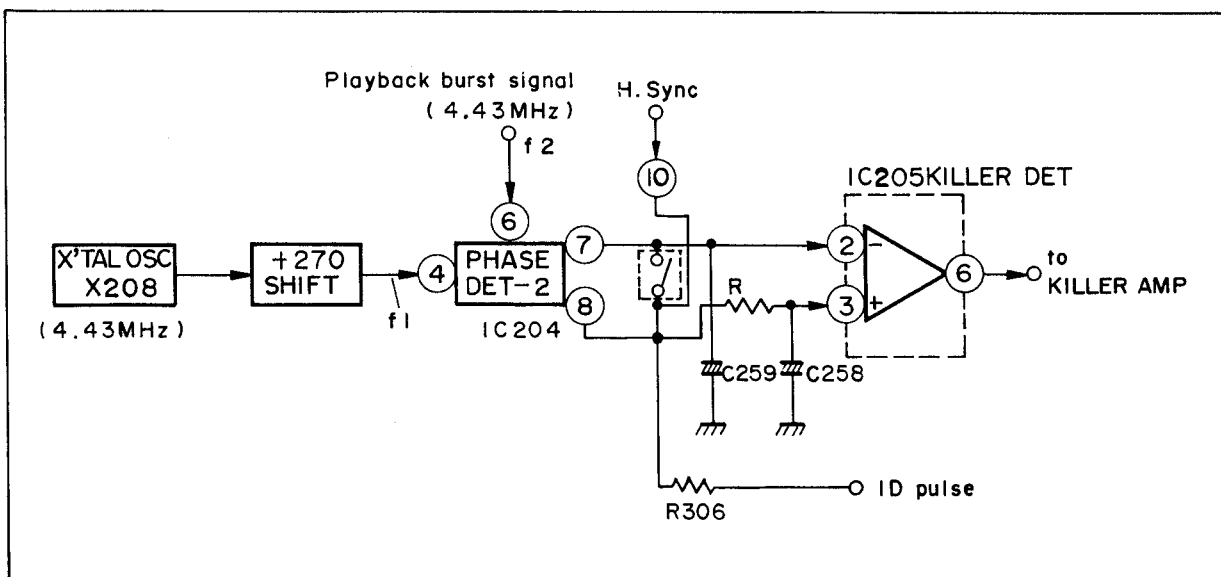 Playback burst signal
(4.43MHz)
f2
H.Sync
10
IC205KILLER DET
6
X'TAL OSC
X208
(4.43MHz)
+270
SHIFT
f1
4
PHASE
DET-2
7
8
IC204
R
2
-
3
+
6
to
KILLER AMP
C259
C258
R306
ID pulse